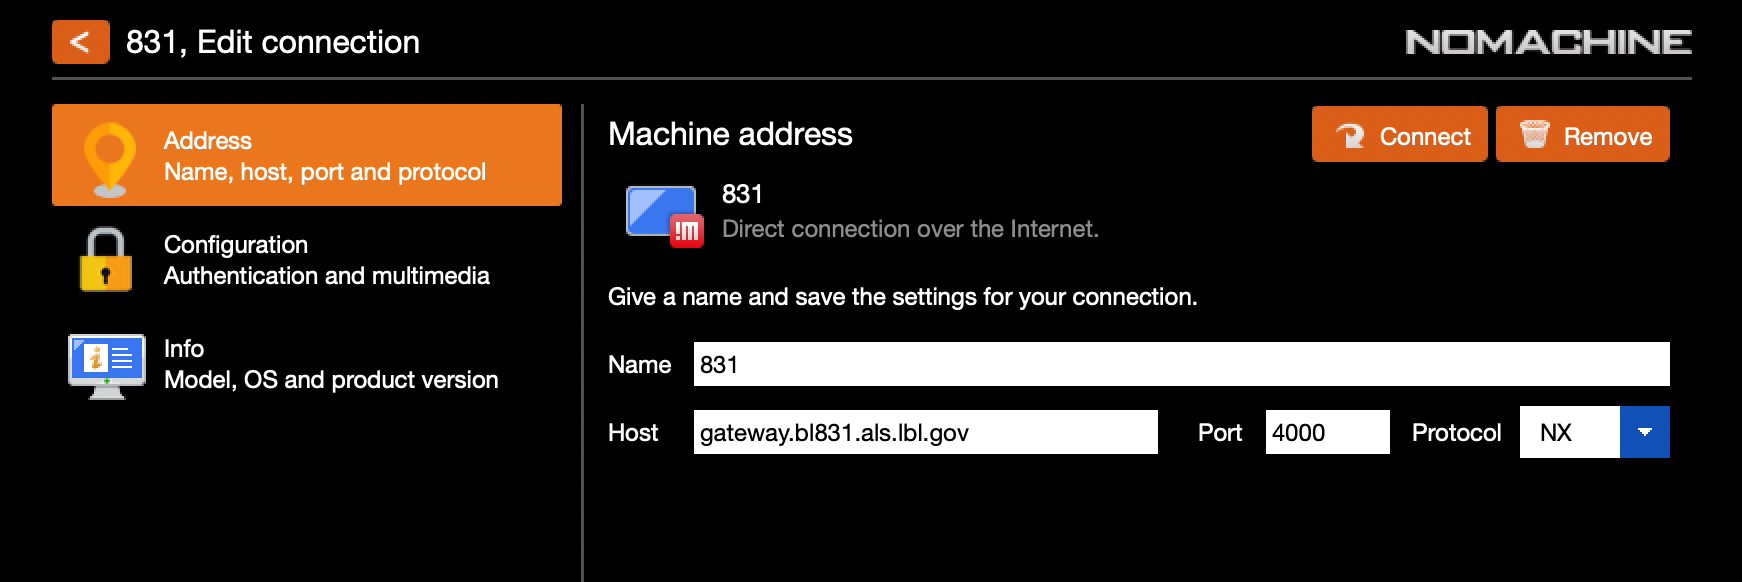 < 831, Edit connection
NOMACHINE
Address
Name, host, port and protocol
Configuration
Authentication and multimedia
Info
Model, OS and product version
Machine address
Connect
Remove
!M
831
Direct connection over the Internet.
Give a name and save the settings for your connection.
Name 831
Host gateway.bl831.als.lbl.gov Port 4000 Protocol NX